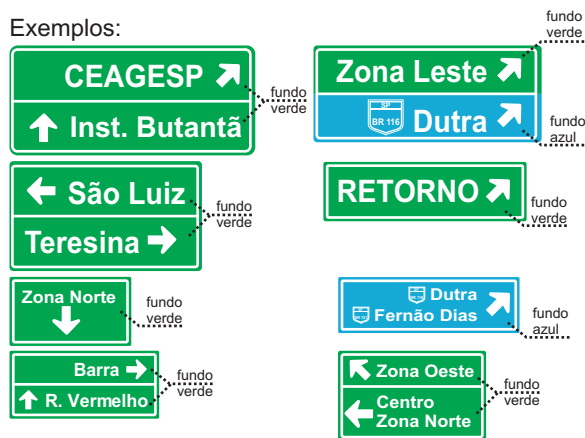 Exemplos:
CEAGESP
Inst. Butantã
fundo
verde
Zona Leste
fundo
verde
SP
BR 116
Dutra
fundo
azul
São Luiz
Teresina
fundo
verde
RETORNO
fundo
verde
Zona Norte
fundo
verde
Dutra
Fernão Dias
fundo
azul
Barra
R. Vermelho
fundo
verde
Zona Oeste
Centro
Zona Norte
fundo
verde